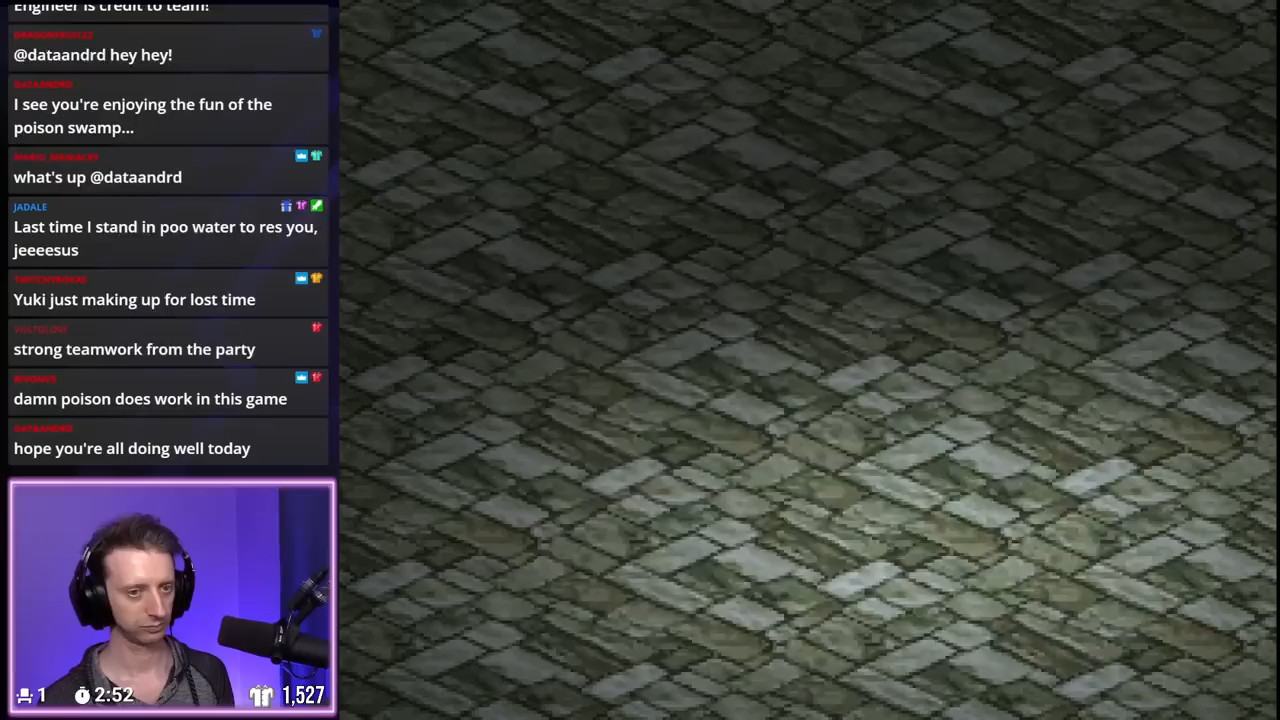 Engineer is credit to team!
@dataandrd hey hey!
DATAANDRD
I see you're enjoying the fun of the
poison swamp...
what's up @dataandrd
JADALE
Last time I stand in poo water to res you,
jeeeesus
Yuki just making up for lost time
strong teamwork from the party
damn poison does work in this game
DATAANDRD
hope you're all doing well today
1 2:52 1,527